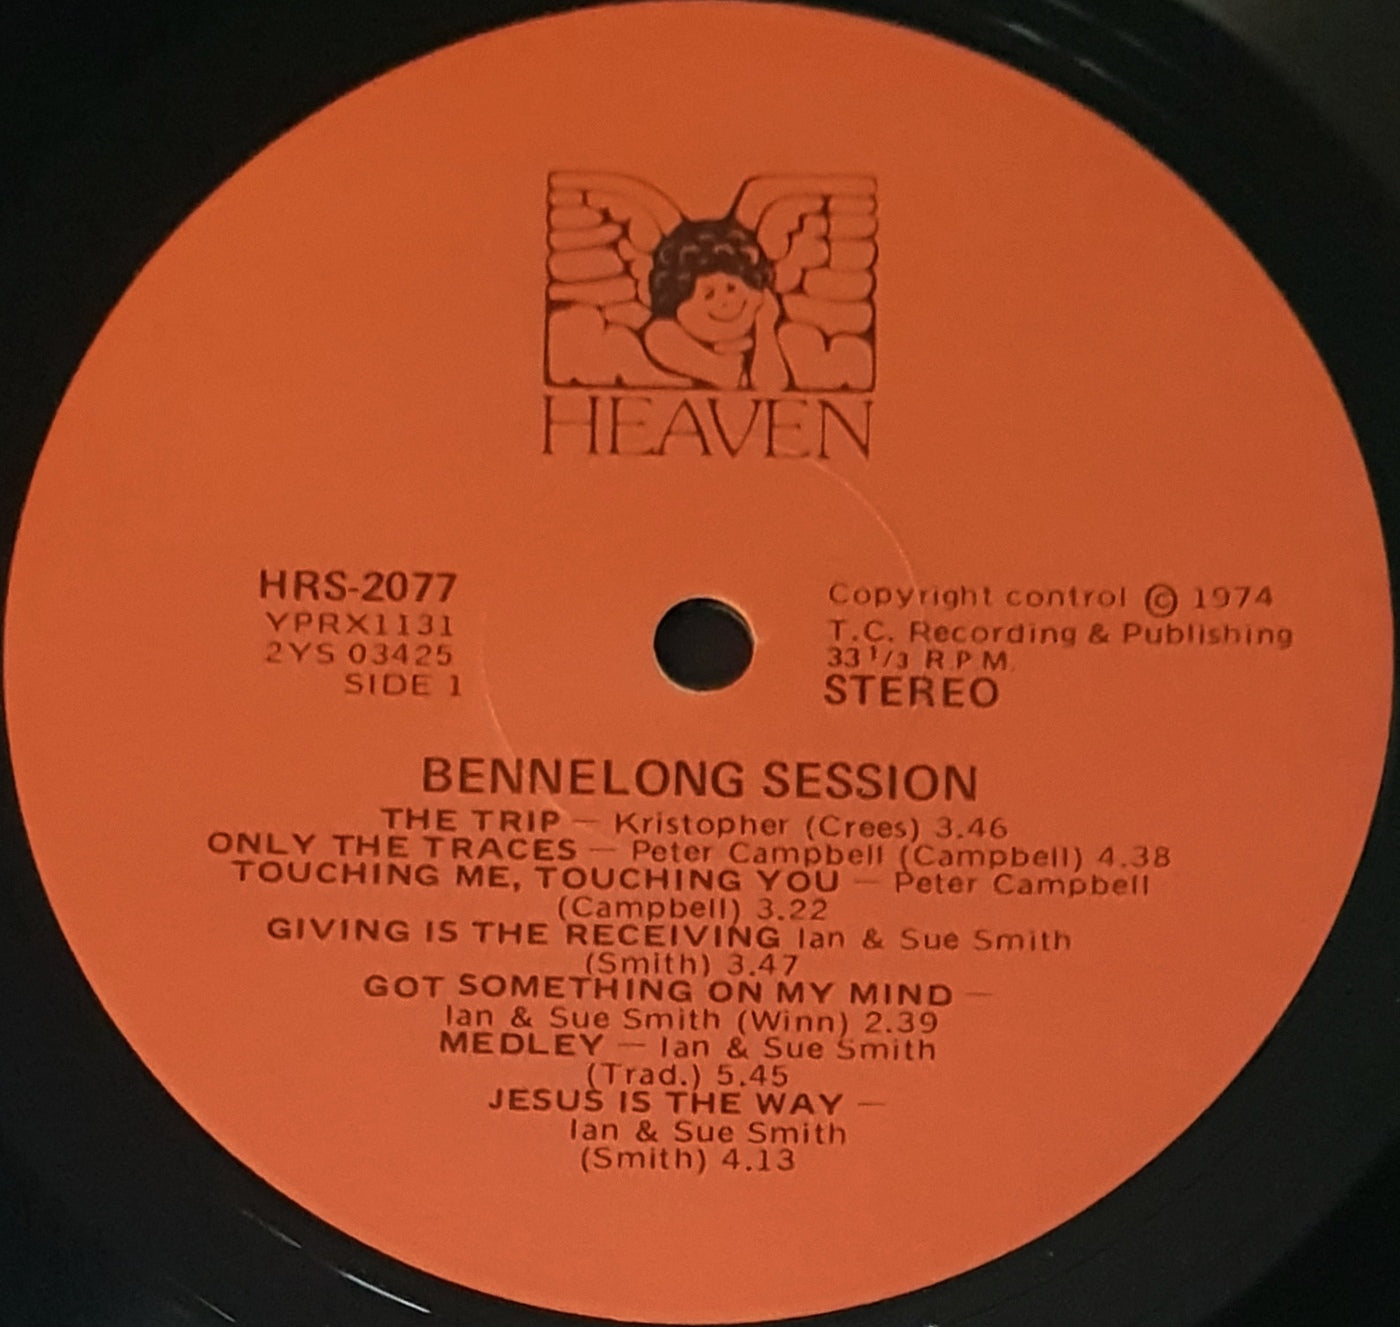 HEAVEN
HRS-2077
YPRX1131
2YS 03425
SIDE 1
Copyright control © 1974
T.C. Recording & Publishing
33 1/3 R.P.M.
STEREO
BENNELONG SESSION
THE TRIP — Kristopher (Crees) 3.46
ONLY THE TRACES — Peter Campbell (Campbell) 4.38
TOUCHING ME, TOUCHING YOU — Peter Campbell
(Campbell) 3.22
GIVING IS THE RECEIVING Ian & Sue Smith
(Smith) 3.47
GOT SOMETHING ON MY MIND —
Ian & Sue Smith (Winn) 2.39
MEDLEY — Ian & Sue Smith
(Trad.) 5.45
JESUS IS THE WAY —
Ian & Sue Smith
(Smith) 4.13